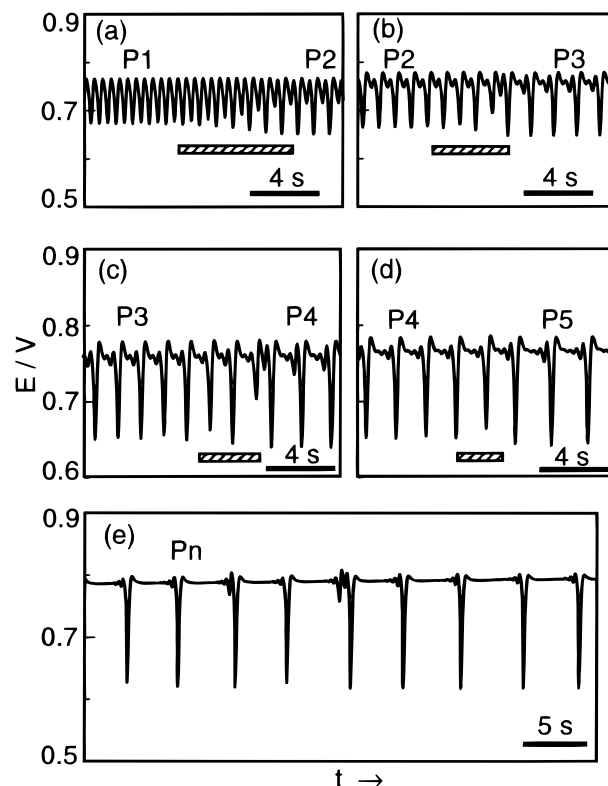 0.9
(a)
(b)
P1
P2
P2
P3
0.7
4 s
4 s
0.5
0.9
(c)
(d)
P3
P4
P4
P5
0.8
E / V
0.7
4 s
4 s
0.6
0.9
(e)
Pn
0.7
5 s
0.5
t →